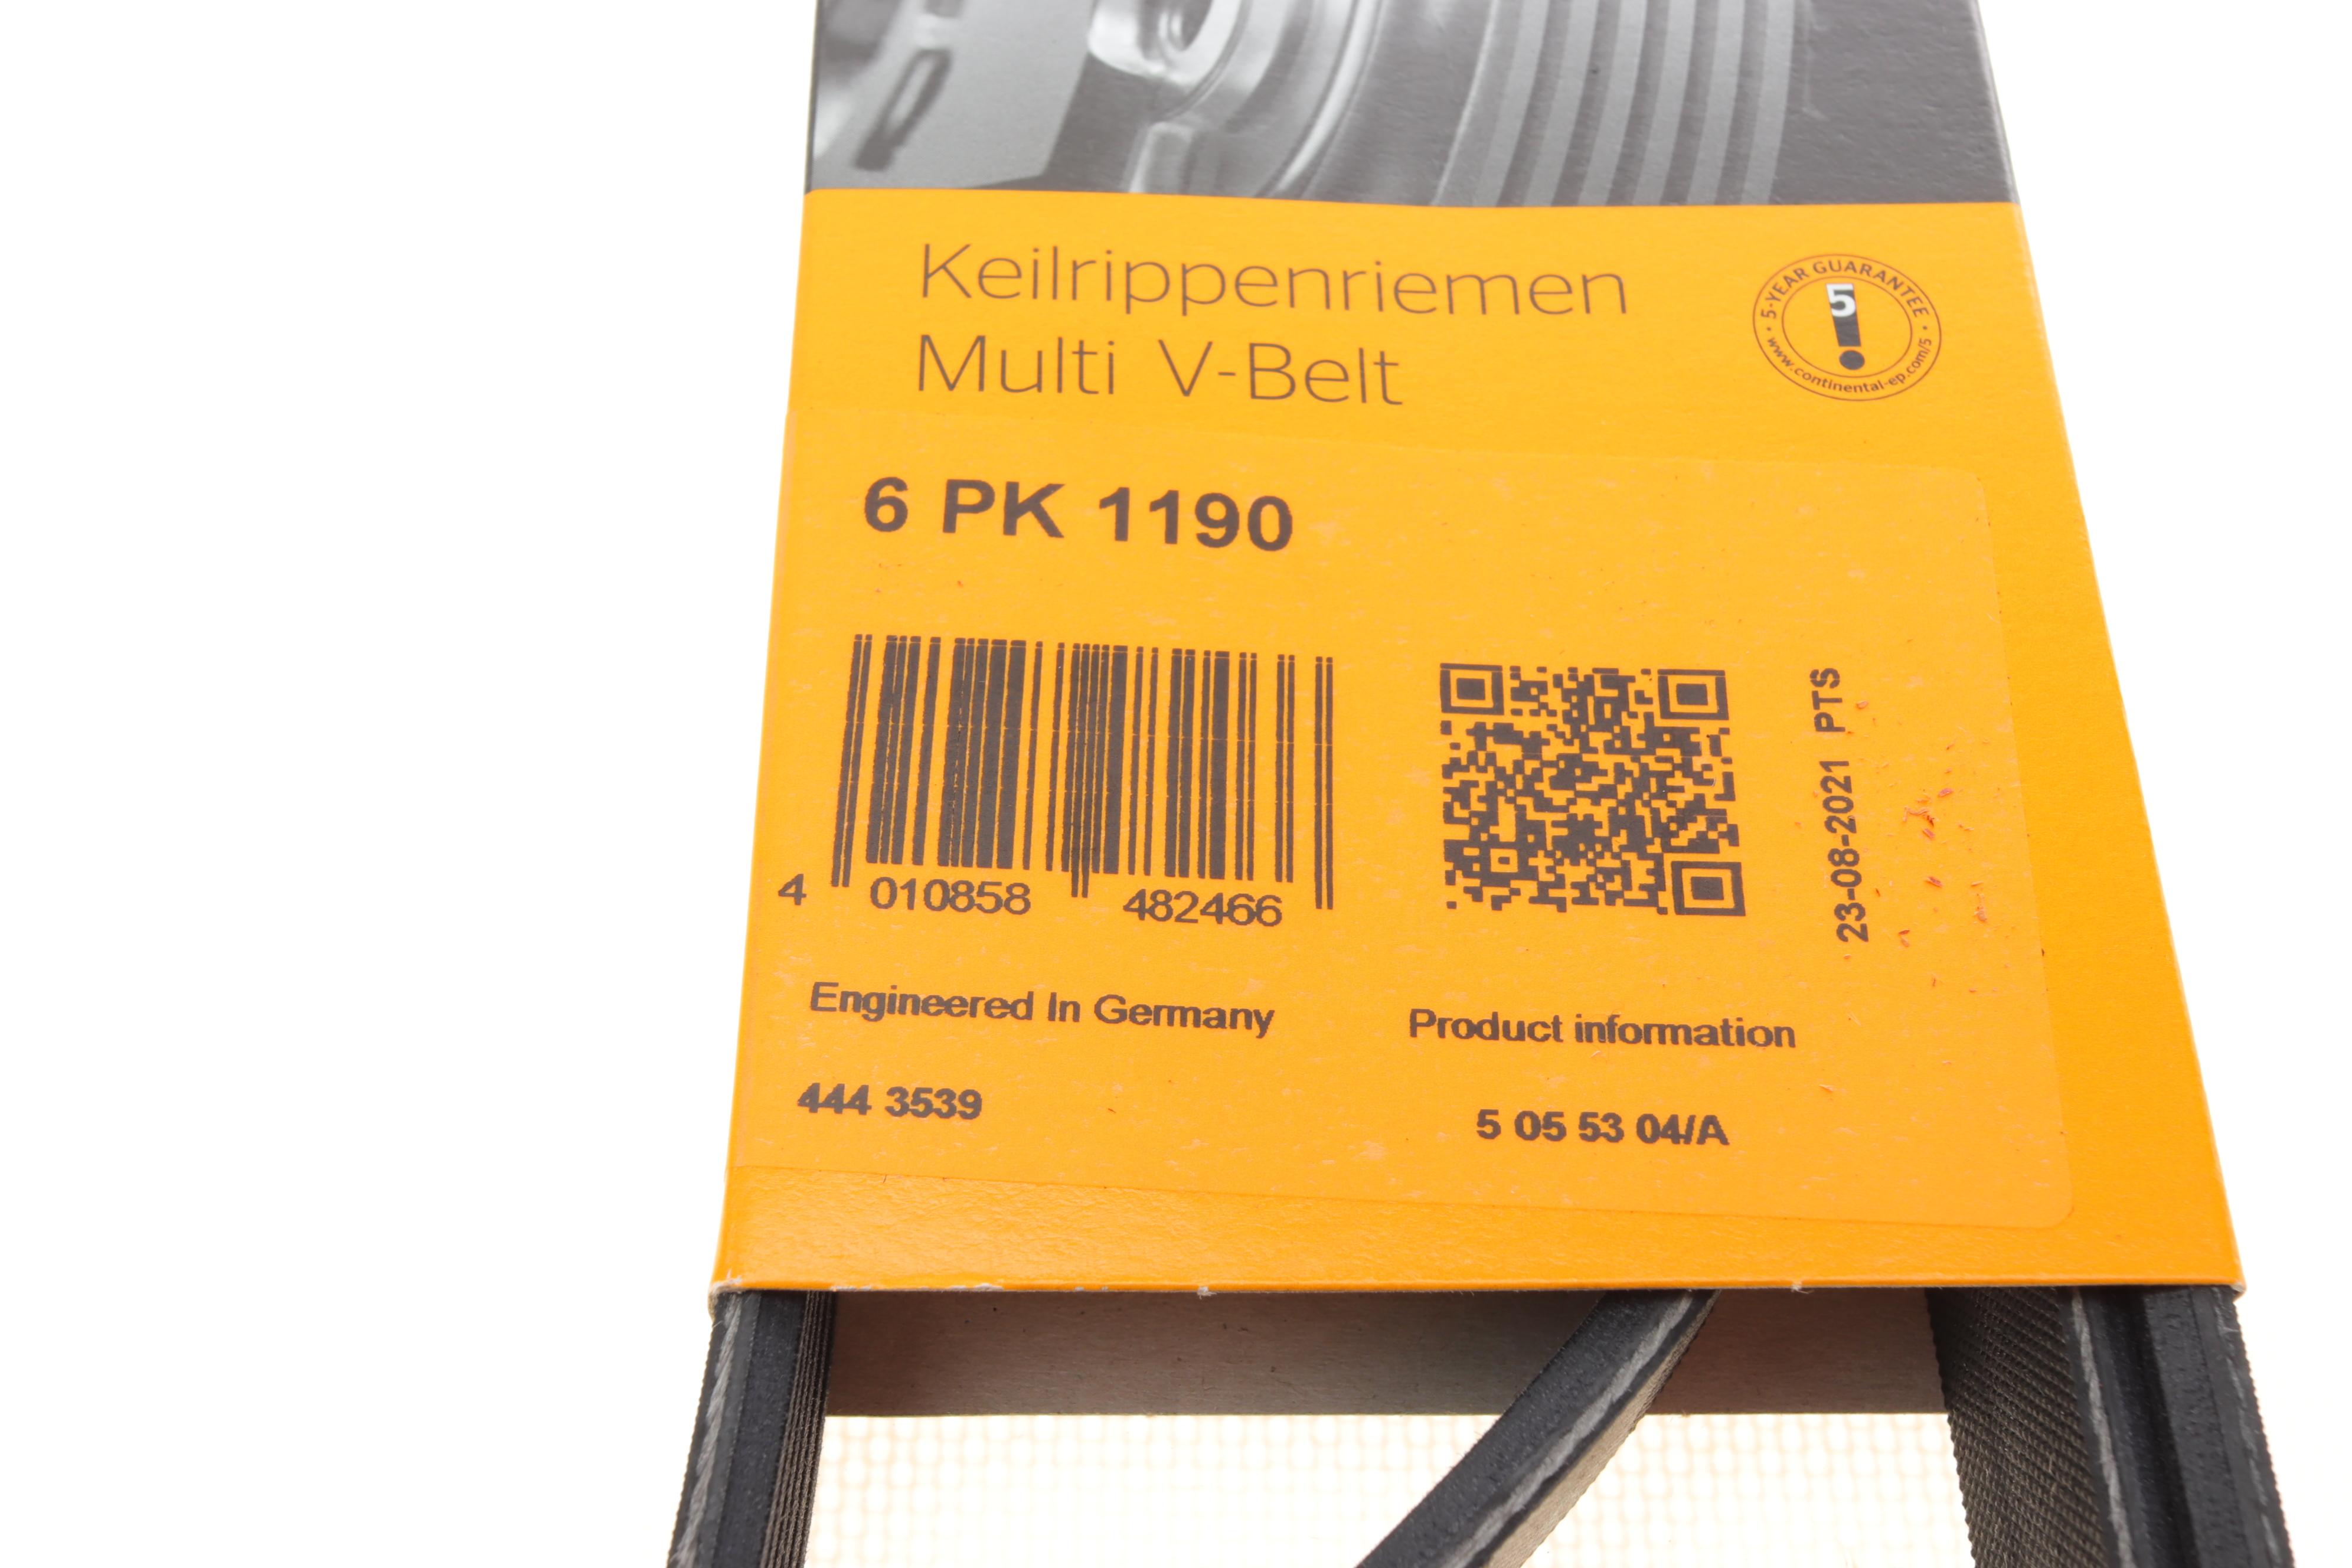 Keilrippenriemen
Multi V-Belt
· 5-YEAR GUARANTEE ·
5
www.continental-ep.com/5
6 PK 1190
4 010858 482466
23-08-2021 PTS
Engineered In Germany
Product information
444 3539
5 05 53 04/A